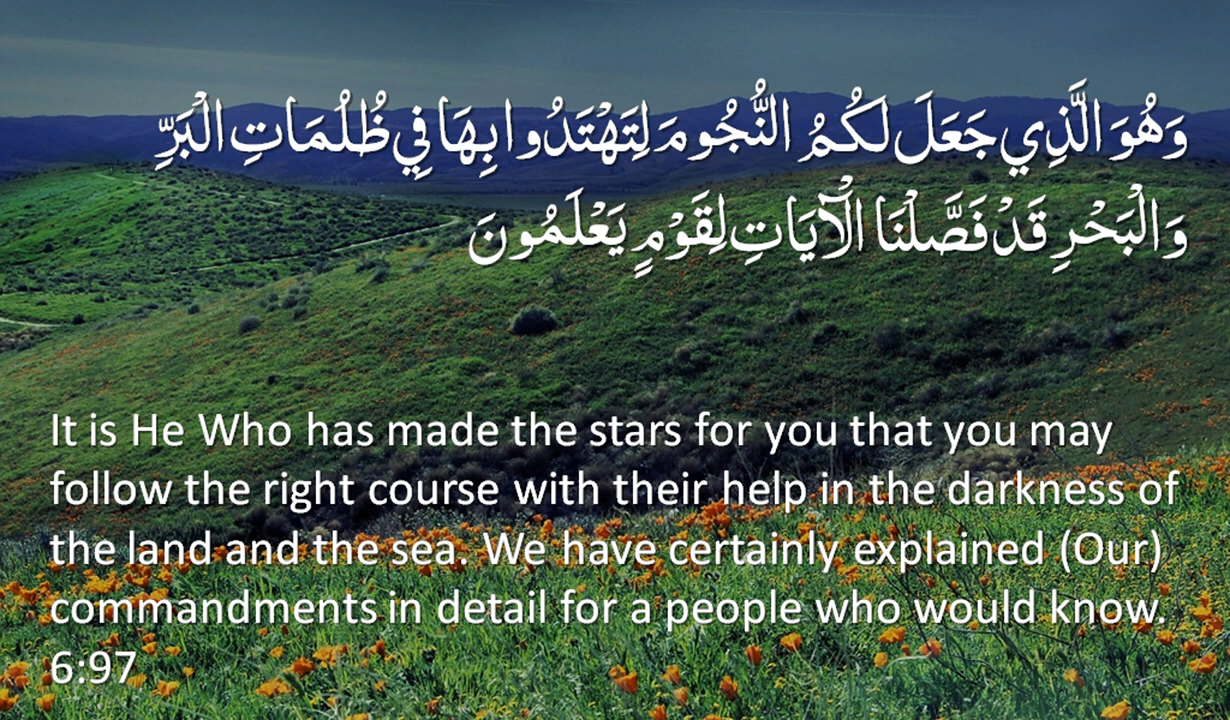 وَهُوَ الَّذِي جَعَلَ لَكُمُ النُّجُومَ لِتَهْتَدُوا بِهَا فِي ظُلُمَاتِ الْبَرِّ
وَالْبَحْرِ قَدْ فَصَّلْنَا الْآيَاتِ لِقَوْمٍ يَعْلَمُونَ
It is He Who has made the stars for you that you may
follow the right course with their help in the darkness of
the land and the sea. We have certainly explained (Our)
commandments in detail for a people who would know.
6:97